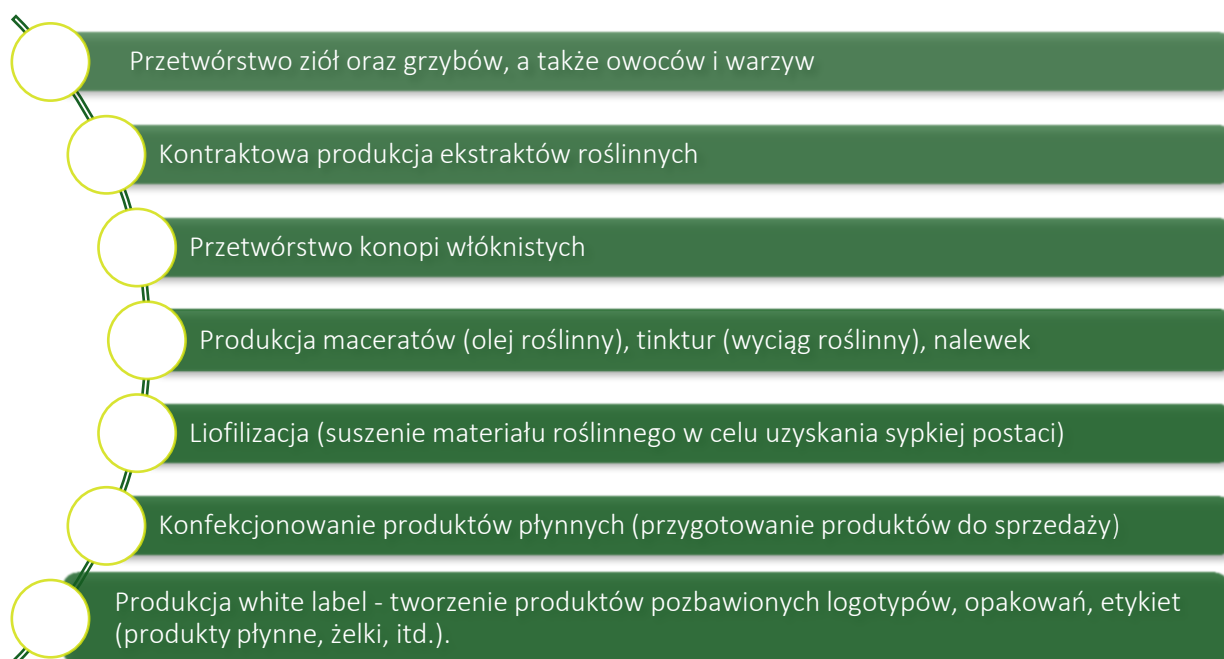 Przetwórstwo ziół oraz grzybów, a także owoców i warzyw
Kontraktowa produkcja ekstraktów roślinnych
Przetwórstwo konopi włóknistych
Produkcja maceratów (olej roślinny), tinktur (wyciąg roślinny), nalewek
Liofilizacja (suszenie materiału roślinnego w celu uzyskania sypkiej postaci)
Konfekcjonowanie produktów płynnych (przygotowanie produktów do sprzedaży)
Produkcja white label - tworzenie produktów pozbawionych logotypów, opakowań, etykiet
(produkty płynne, żelki, itd.).